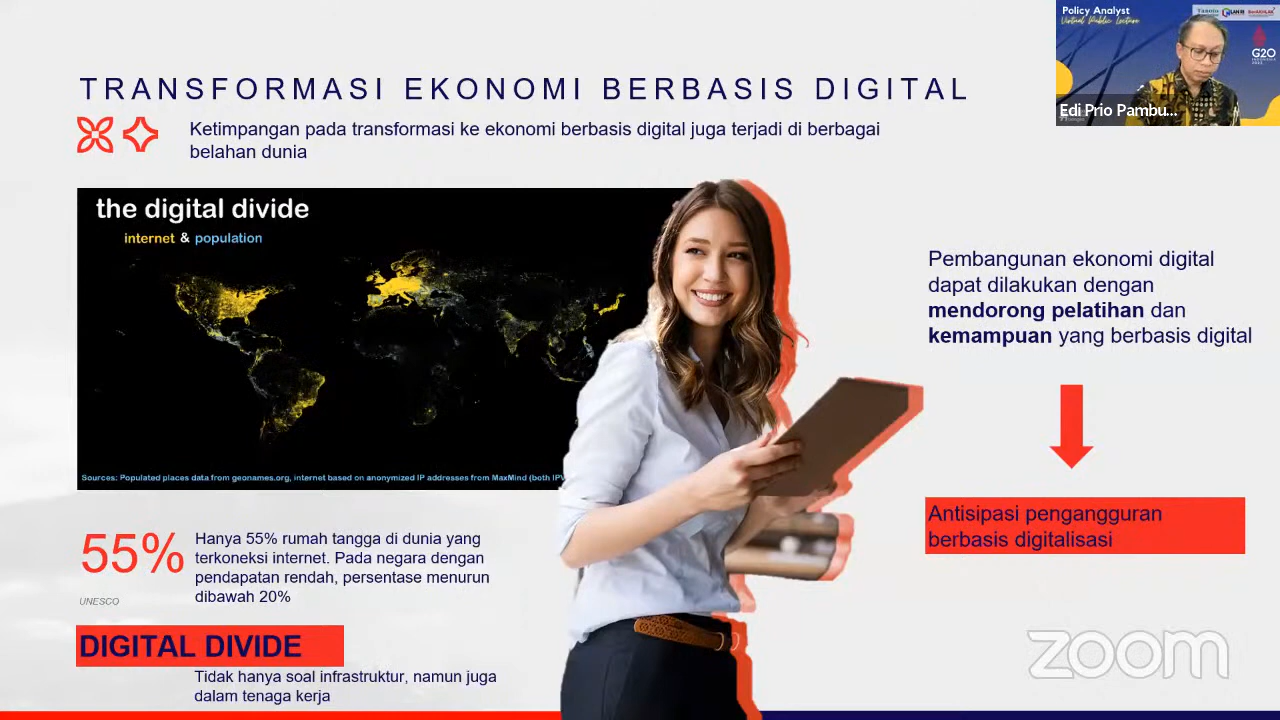 TRANSFORMASI EKONOMI BERBASIS DIGITAL
Ketimpangan pada transformasi ke ekonomi berbasis digital juga terjadi di berbagai
belahan dunia
the digital divide
internet & population
Sources: Populated places data from geonames.org, internet based on anonymized IP addresses from MaxMind (both IPV
55%
UNESCO
Hanya 55% rumah tangga di dunia yang
terkoneksi internet. Pada negara dengan
pendapatan rendah, persentase menurun
dibawah 20%
DIGITAL DIVIDE
Tidak hanya soal infrastruktur, namun juga
dalam tenaga kerja
Pembangunan ekonomi digital
dapat dilakukan dengan
mendorong pelatihan dan
kemampuan yang berbasis digital
Antisipasi pengangguran
berbasis digitalisasi
Policy Analyst
Virtual Public Lecture
G20
Edi Prio Pambu...
zoom